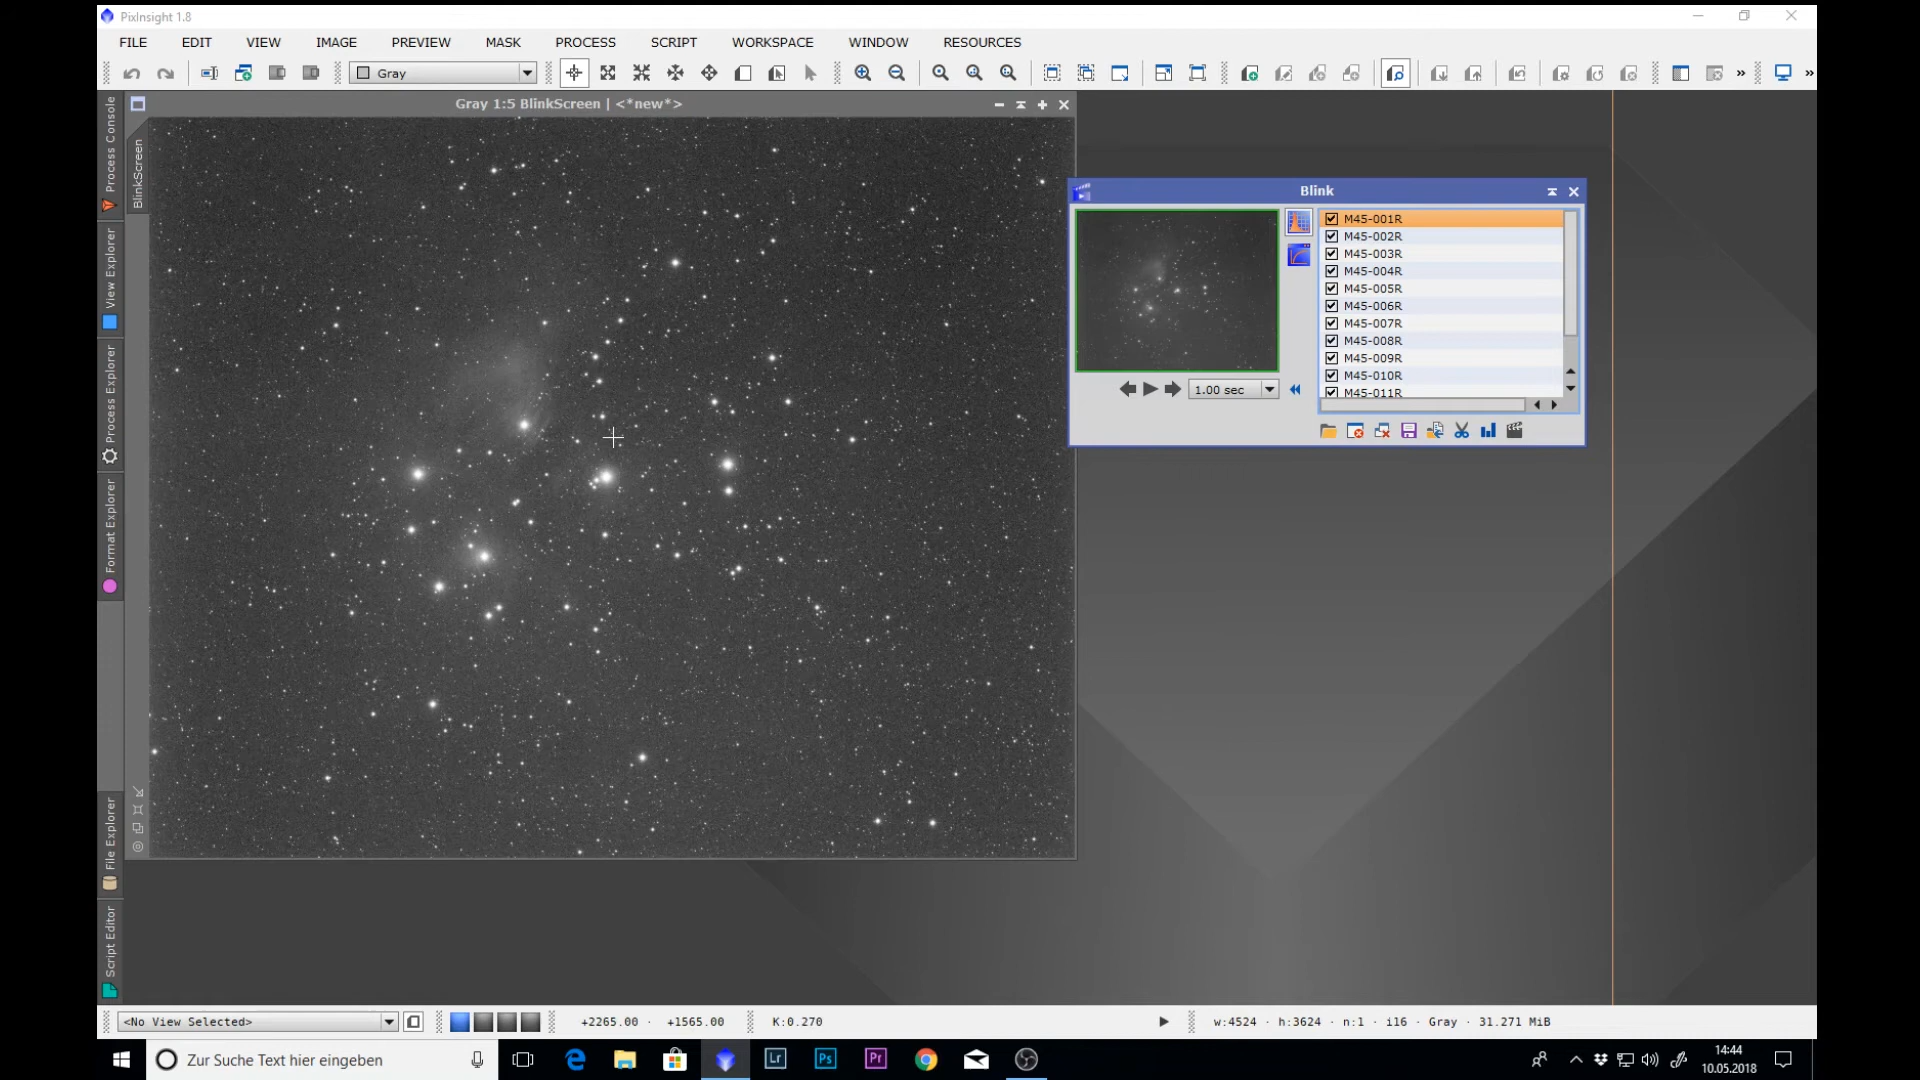 PixInsight 1.8
FILE EDIT VIEW IMAGE PREVIEW MASK PROCESS SCRIPT WORKSPACE WINDOW RESOURCES
Gray
»
»
Gray 1:5 BlinkScreen | <*new*>
Process Console
View Explorer
Process Explorer
Format Explorer
File Explorer
Script Editor
BlinkScreen
Blink
M45-001R
M45-002R
M45-003R
M45-004R
M45-005R
M45-006R
M45-007R
M45-008R
M45-009R
M45-010R
M45-011R
1.00 sec
<No View Selected>
+2265.00 · +1565.00
K:0.270
w:4524 · h:3624 · n:1 · i16 · Gray · 31.271 MiB
Zur Suche Text hier eingeben
Lr
Ps
Pr
14:44
10.05.2018